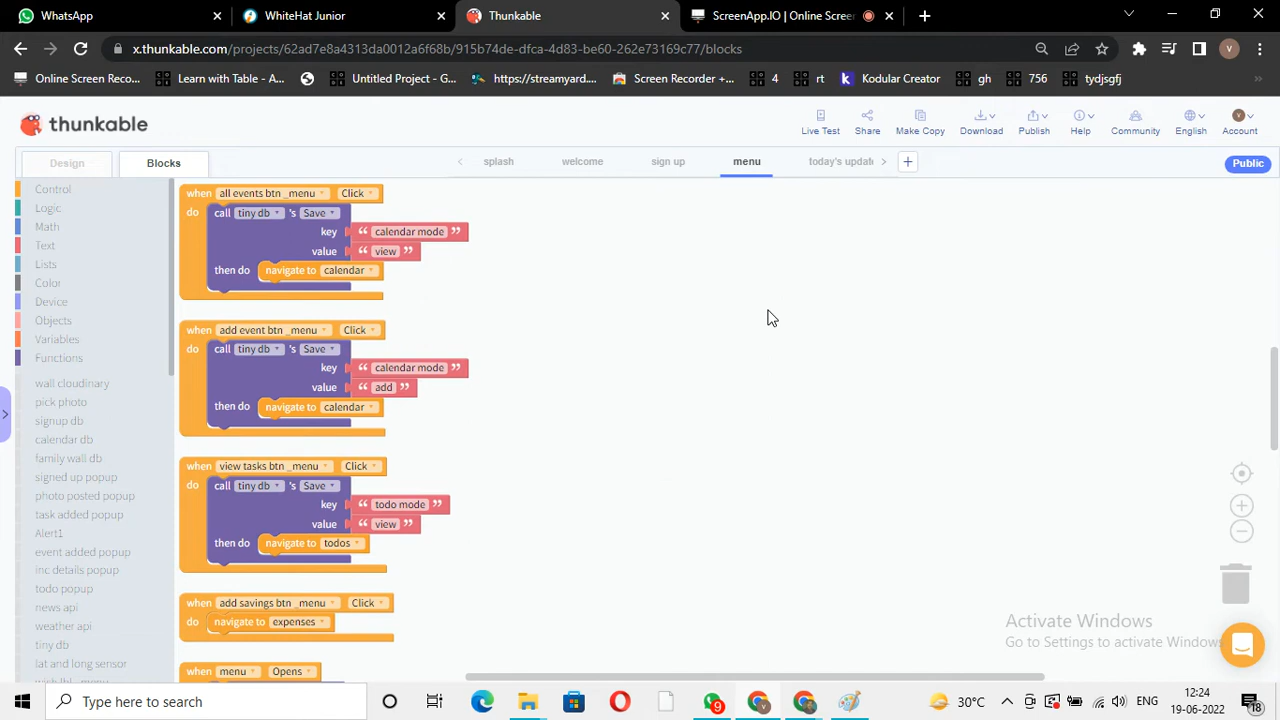 WhatsApp
WhiteHat Junior
Thunkable
ScreenApp.IO | Online Screen
x.thunkable.com/projects/62ad7e8a4313da0012a6f68b/915b74de-dfca-4d83-be60-262e73169c77/blocks
V
Online Screen Reco...
Learn with Table - A...
Untitled Project - G...
https://streamyard...
Screen Recorder -...
4
rt
Kodular Creator
gh
756
tydjsgfj
thunkable
Live Test
Share
Make Copy
Download
Publish
Help
Community
English
Account
Design
Blocks
splash
welcome
sign up
menu
today's updat
Public
Control
Logic
Math
Text
Lists
Color
Device
Objects
Variables
Functions
wall cloudinary
pick photo
signup db
calendar db
family wall db
signed up popup
photo posted popup
task added popup
Alert1
event added popup
inc details popup
todo popup
news api
weather api
tiny db
lat and long sensor
when all events btn _menu Click
do call tiny db 's Save
key “ calendar mode ”
value “ view ”
then do navigate to calendar
when add event btn _menu Click
do call tiny db 's Save
key “ calendar mode ”
value “ add ”
then do navigate to calendar
when view tasks btn _menu Click
do call tiny db 's Save
key “ todo mode ”
value “ view ”
then do navigate to todos
when add savings btn _menu Click
do navigate to expenses
when menu Opens
Activate Windows
Go to Settings to activate Windows
Type here to search
9
30°C
ENG
12:24
19-06-2022
18